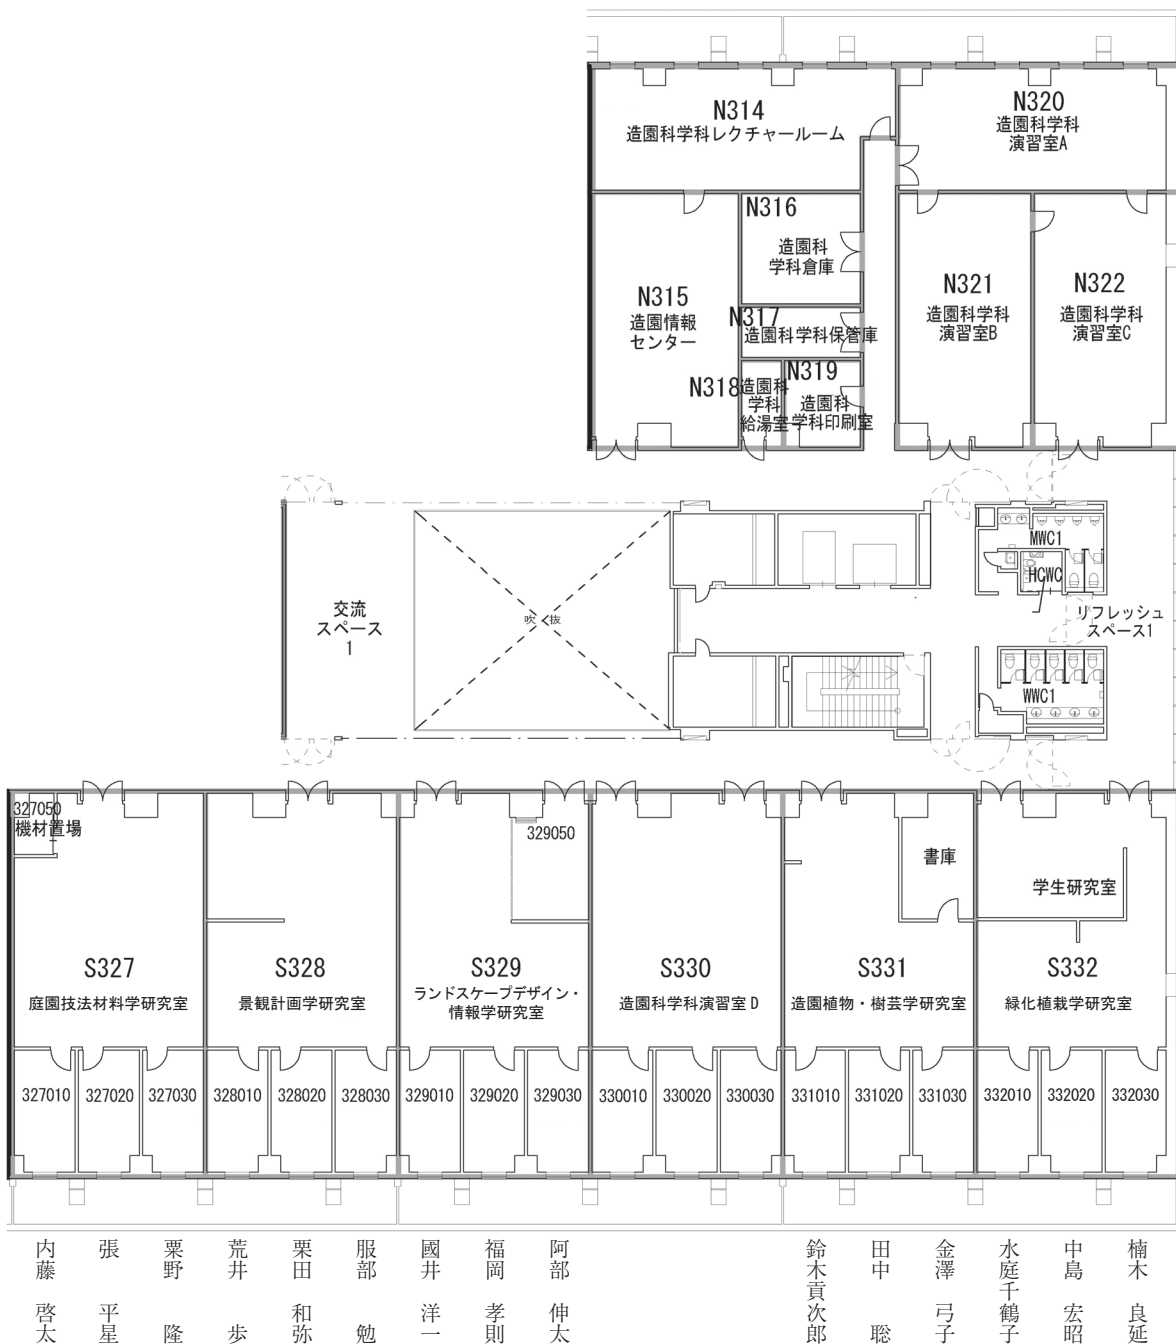 N314
造園科学科レクチャールーム
N320
造園科学科
演習室A
N316
造園科
学科倉庫
N315
造園情報
センター
N317
造園科学科保管庫
N318
造園科
学科
給湯室
N319
造園科
学科印刷室
N321
造園科学科
演習室B
N322
造園科学科
演習室C
交流
スペース
1
吹
抜
MWC1
HCWC
リフレッシュ
スペース1
WWC1
327050
機材置場
329050
書庫
学生研究室
S327
庭園技法材料学研究室
S328
景観計画学研究室
S329
ランドスケープデザイン・
情報学研究室
S330
造園科学科演習室D
S331
造園植物・樹芸学研究室
S332
緑化植栽学研究室
327010
327020
327030
328010
328020
328030
329010
329020
329030
330010
330020
330030
331010
331020
331030
332010
332020
332030
内藤 啓太
張 平星
粟野 隆
荒井 歩
栗田 和弥
服部 勉
國井 洋一
福岡 孝則
阿部 伸太
鈴木貢次郎
田中 聡
金澤 弓子
水庭千鶴子
中島 宏昭
楠木 良延